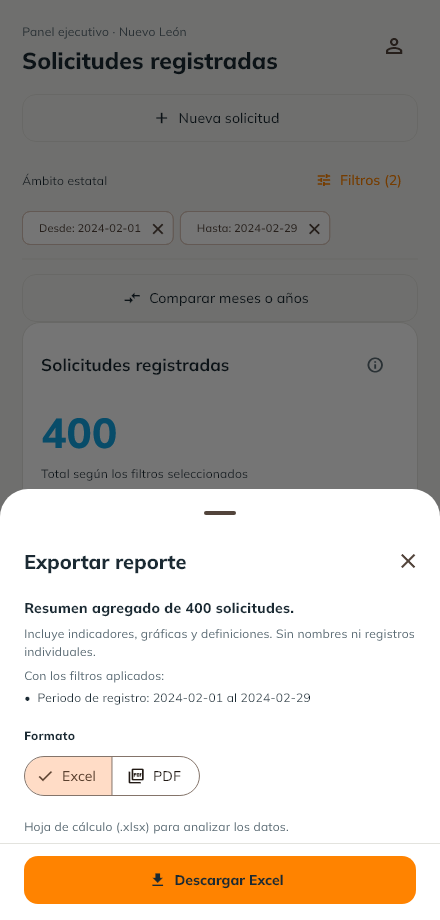 Panel ejecutivo · Nuevo León
Solicitudes registradas
Nueva solicitud
Ámbito estatal
Filtros (2)
Desde: 2024-02-01
Hasta: 2024-02-29
Comparar meses o años
Solicitudes registradas
400
Total según los filtros seleccionados
Exportar reporte
Resumen agregado de 400 solicitudes.
Incluye indicadores, gráficas y definiciones. Sin nombres ni registros
individuales.
Con los filtros aplicados:
• Periodo de registro: 2024-02-01 al 2024-02-29
Formato
Excel
PDF
PDF
Hoja de cálculo (.xlsx) para analizar los datos.
Descargar Excel